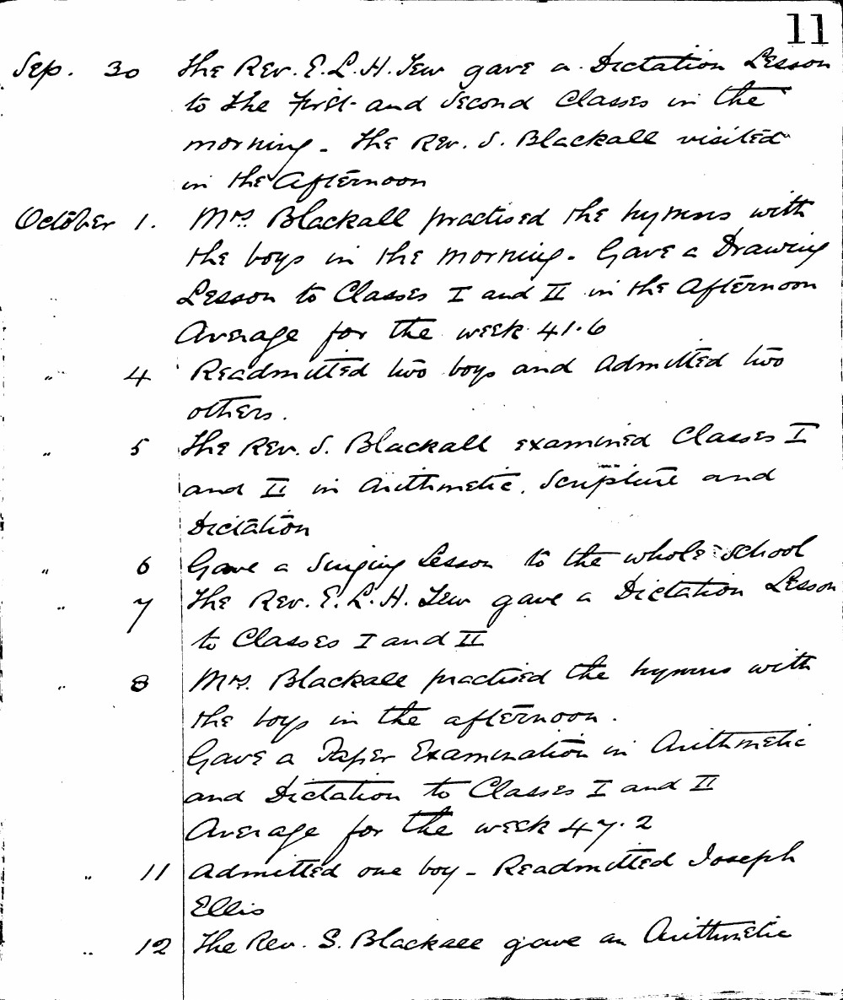 11
Sep. 30 The Rev. E. L. H. Tew gave a Dictation Lesson
to the First and Second Classes in the
morning - The Rev. S. Blackall visited
in the Afternoon
October 1. Mrs. Blackall practised the hymns with
the boys in the morning - Gave a Drawing
Lesson to Classes I and II in the Afternoon
Average for the week 41.6
" 4 Readmitted two boys and admitted two
others.
" 5 The Rev. S. Blackall examined Classes I
and II in Arithmetic, Scripture and
Dictation
" 6 Gave a Singing Lesson to the whole school
" 7 The Rev. E. L. H. Tew gave a Dictation Lesson
to Classes I and II
" 8 Mrs. Blackall practised the hymns with
the boys in the afternoon.
Gave a Paper Examination in Arithmetic
and Dictation to Classes I and II
Average for the week 47.2
" 11 Admitted one boy - Readmitted Joseph
Ellis
" 12 The Rev. S. Blackall gave an Arithmetic